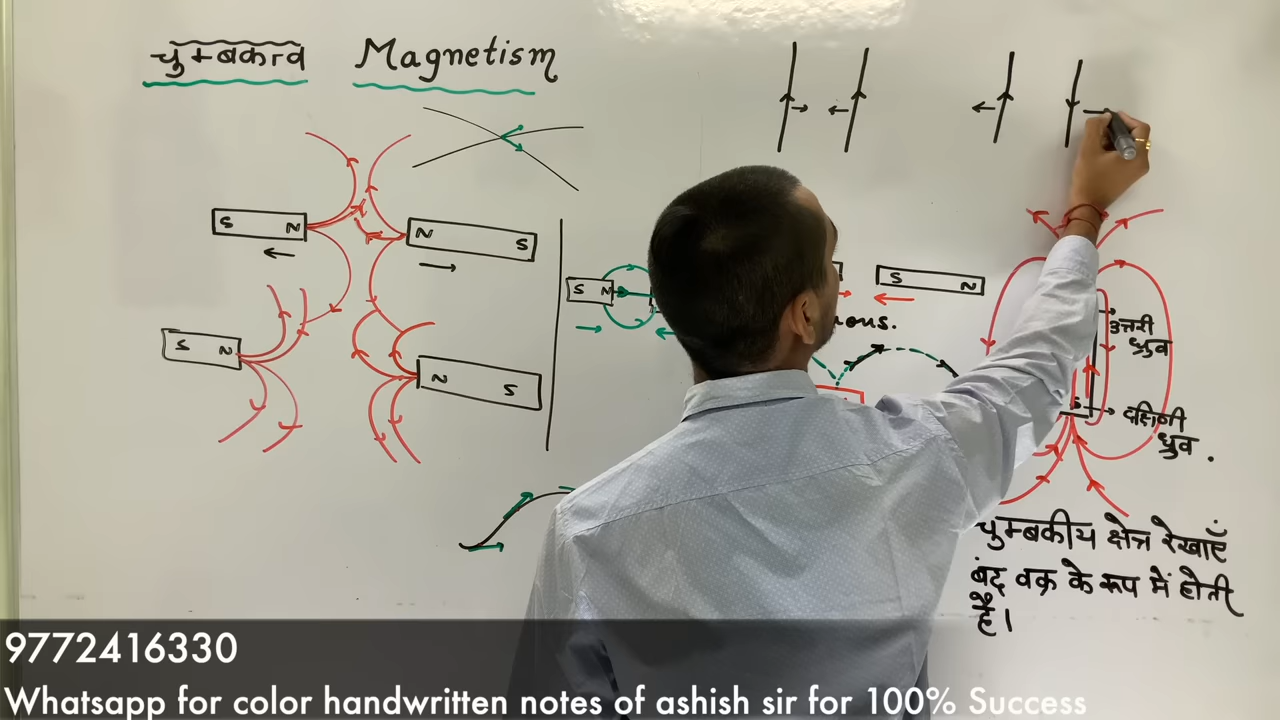 चुम्बकत्व Magnetism
S N
N S
S N
S N
N S
S N
उत्तरी
ध्रुव
S
दक्षिणी
ध्रुव .
चुम्बकीय क्षेत्र रेखाएँ
बंद वक्र के रूप में होती
है।
9772416330
Whatsapp for color handwritten notes of ashish sir for 100% Success